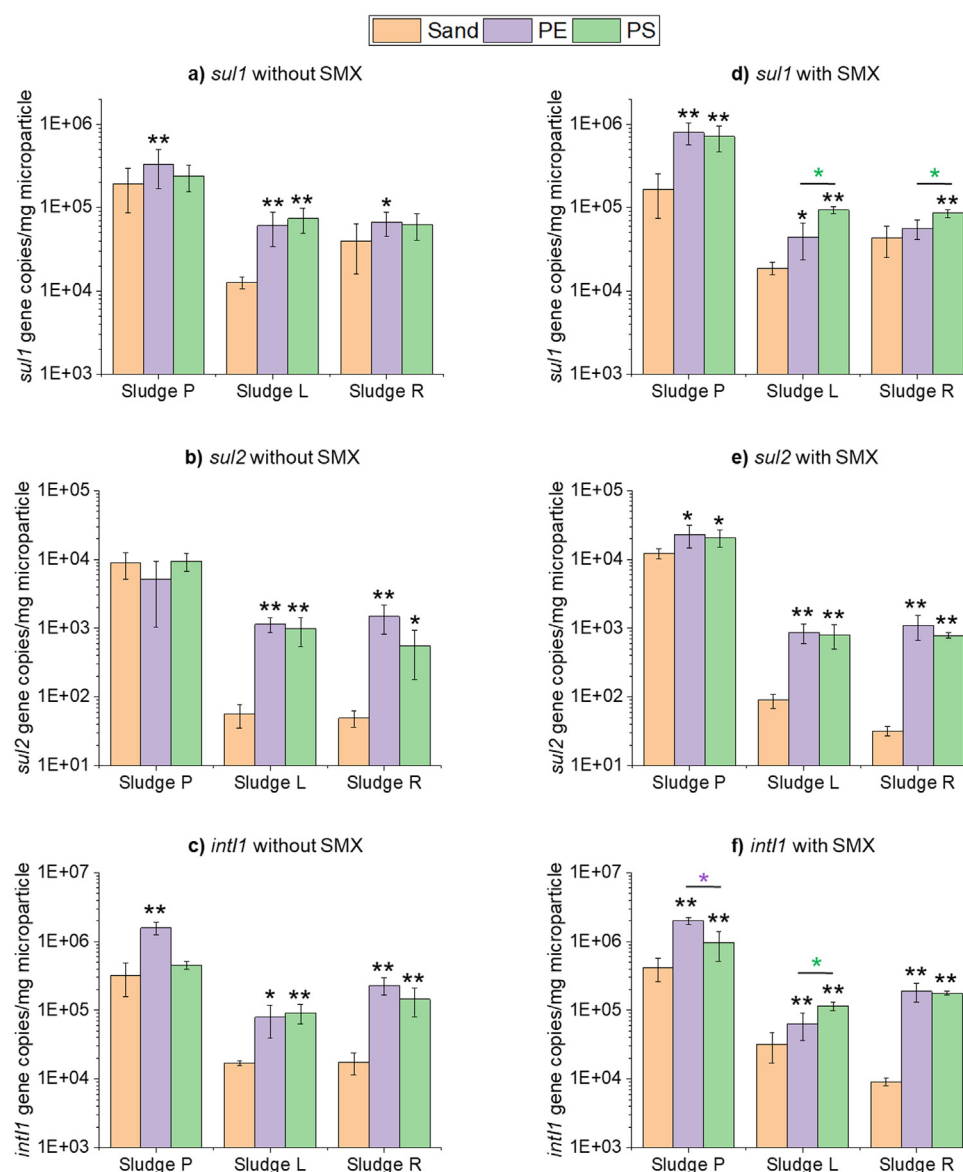 Sand PE PS
a) sul1 without SMX
sul1 gene copies/mg microparticle
1E+06
1E+05
1E+04
1E+03
**
** **
*
Sludge P Sludge L Sludge R
d) sul1 with SMX
sul1 gene copies/mg microparticle
1E+06
1E+05
1E+04
1E+03
** **
*
* **
*
**
Sludge P Sludge L Sludge R
b) sul2 without SMX
sul2 gene copies/mg microparticle
1E+05
1E+04
1E+03
1E+02
1E+01
** **
** *
Sludge P Sludge L Sludge R
e) sul2 with SMX
sul2 gene copies/mg microparticle
1E+05
1E+04
1E+03
1E+02
1E+01
* *
** **
** **
Sludge P Sludge L Sludge R
c) intI1 without SMX
intI1 gene copies/mg microparticle
1E+07
1E+06
1E+05
1E+04
1E+03
**
* **
** **
Sludge P Sludge L Sludge R
f) intI1 with SMX
intI1 gene copies/mg microparticle
1E+07
1E+06
1E+05
1E+04
1E+03
*
** **
*
** **
** **
Sludge P Sludge L Sludge R